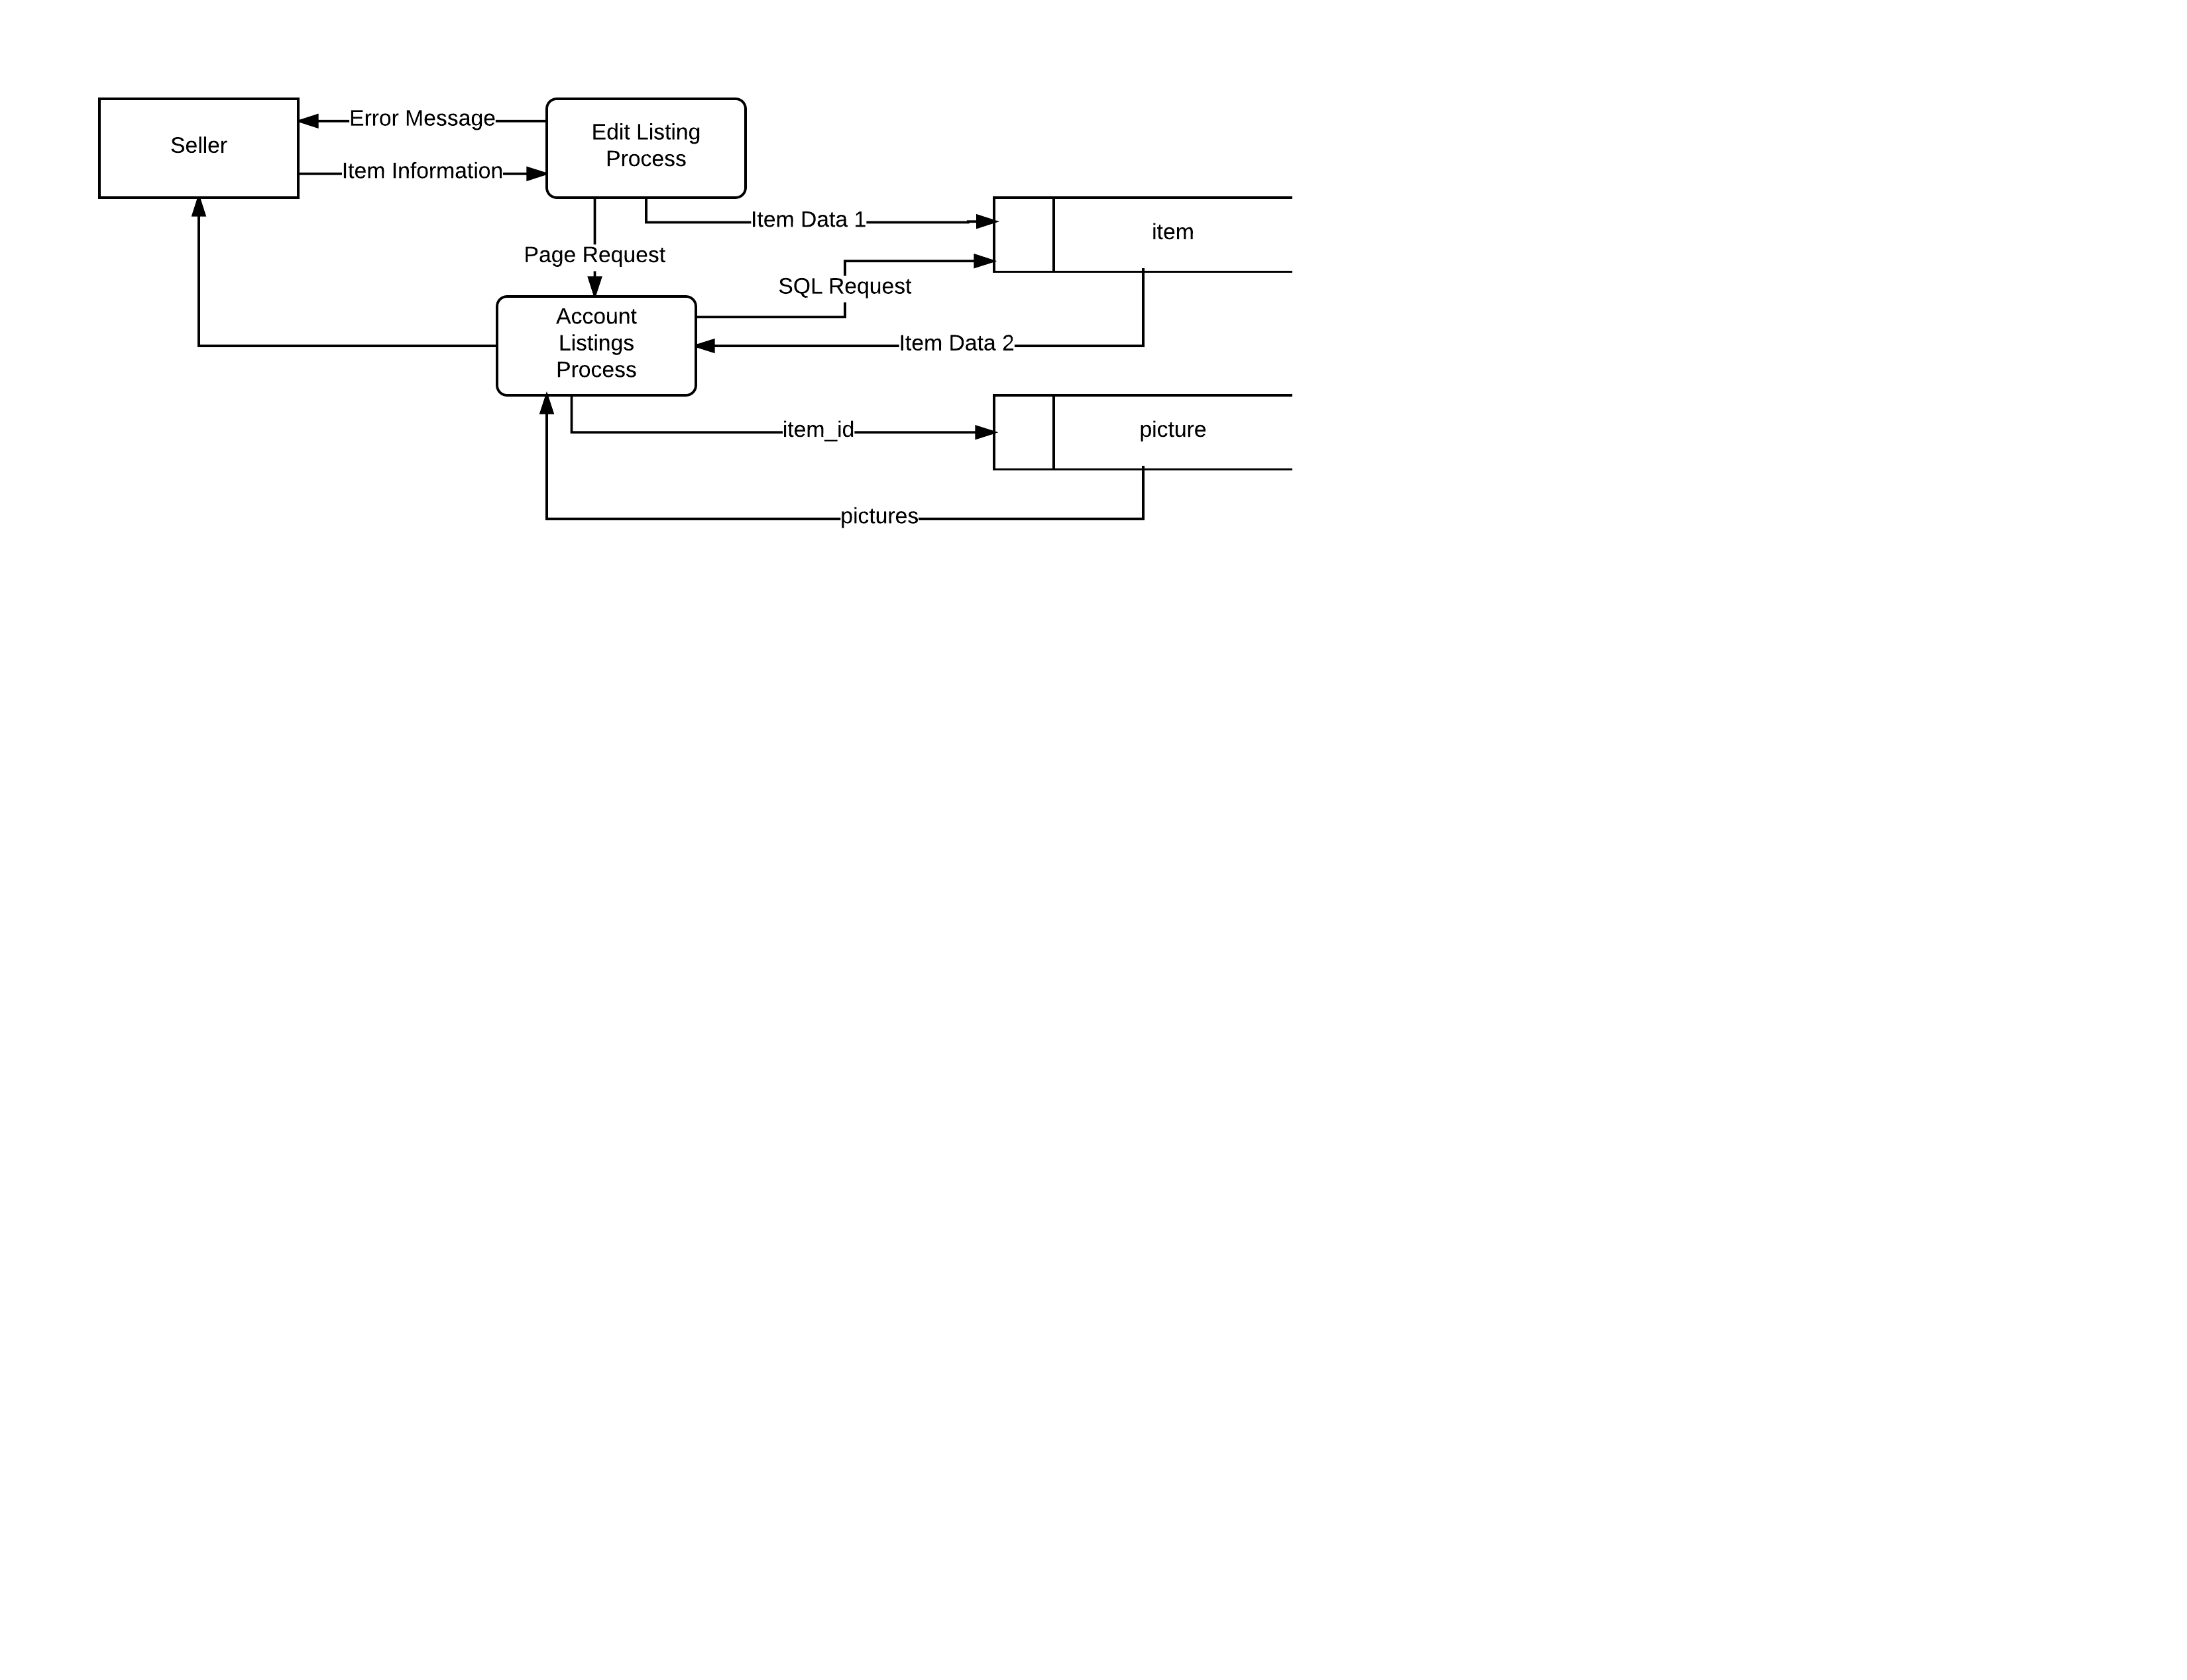 Error Message
Seller
Edit Listing
Process
Item Information
Item Data 1
item
Page Request
SQL Request
Account
Listings
Process
Item Data 2
item_id
picture
pictures